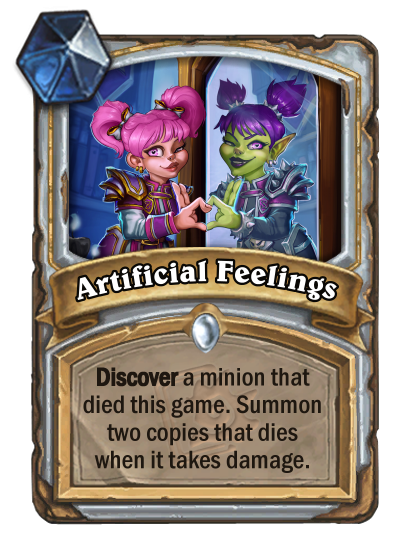 Artificial Feelings
Discover a minion that
died this game. Summon
two copies that dies
when it takes damage.